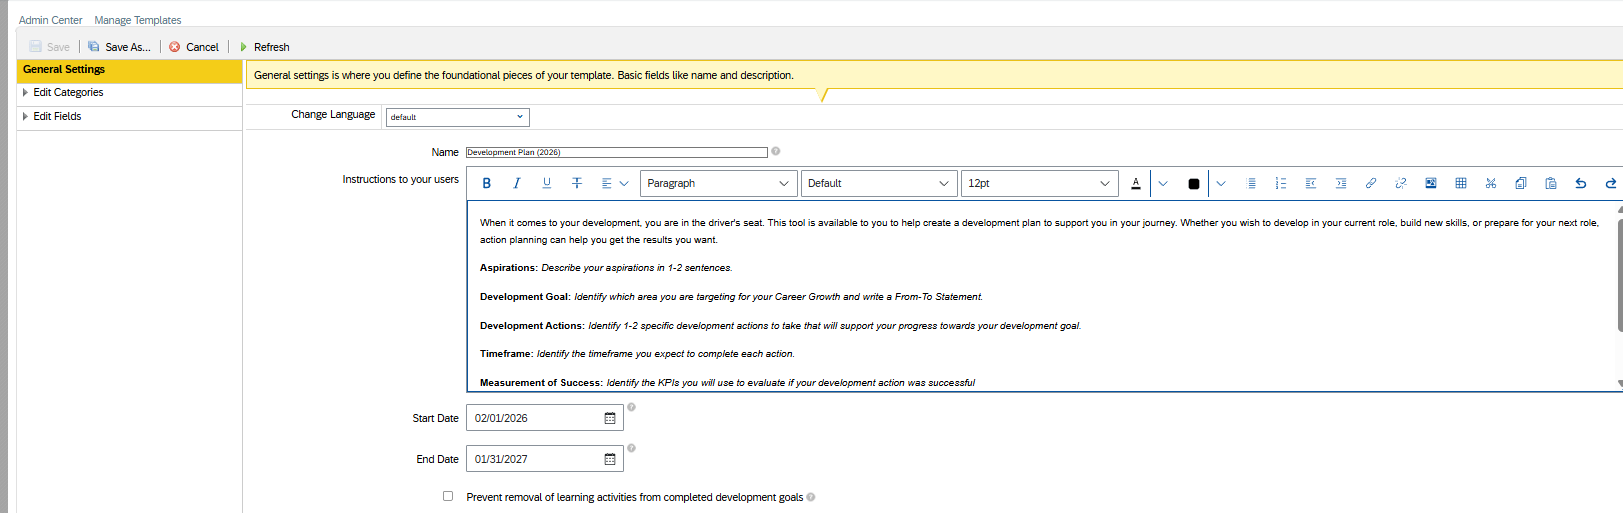 Admin Center Manage Templates
Save Save As... Cancel Refresh
General Settings
Edit Categories
Edit Fields
General settings is where you define the foundational pieces of your template. Basic fields like name and description.
Change Language default
Name Development Plan (2026)
Instructions to your users
B I U T Paragraph Default 12pt A
When it comes to your development, you are in the driver's seat. This tool is available to you to help create a development plan to support you in your journey. Whether you wish to develop in your current role, build new skills, or prepare for your next role,
action planning can help you get the results you want.
Aspirations: Describe your aspirations in 1-2 sentences.
Development Goal: Identify which area you are targeting for your Career Growth and write a From-To Statement.
Development Actions: Identify 1-2 specific development actions to take that will support your progress towards your development goal.
Timeframe: Identify the timeframe you expect to complete each action.
Measurement of Success: Identify the KPIs you will use to evaluate if your development action was successful
Start Date 02/01/2026
End Date 01/31/2027
Prevent removal of learning activities from completed development goals